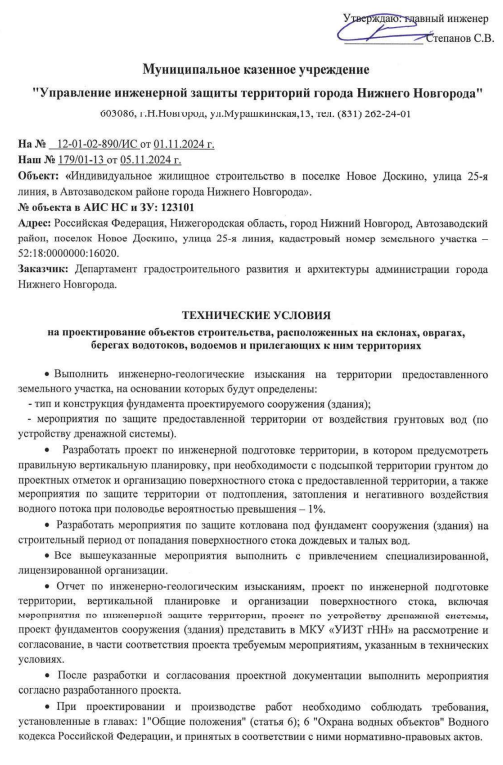 Утверждаю: главный инженер
Степанов С.В.
Муниципальное казенное учреждение
"Управление инженерной защиты территорий города Нижнего Новгорода"
603086, г.Н.Новгород, ул.Мурашкинская,13, тел. (831) 262-24-01
На № 12-01-02-890/ИС от 01.11.2024 г.
Наш № 179/01-13 от 05.11.2024 г.
Объект: «Индивидуальное жилищное строительство в поселке Новое Доскино, улица 25-я
линия, в Автозаводском районе города Нижнего Новгорода».
№ объекта в АИС НС и ЗУ: 123101
Адрес: Российская Федерация, Нижегородская область, город Нижний Новгород, Автозаводский
район, поселок Новое Доскино, улица 25-я линия, кадастровый номер земельного участка –
52:18:0000000:16020.
Заказчик: Департамент градостроительного развития и архитектуры администрации города
Нижнего Новгорода.
ТЕХНИЧЕСКИЕ УСЛОВИЯ
на проектирование объектов строительства, расположенных на склонах, оврагах,
берегах водотоков, водоемов и прилегающих к ним территориях
• Выполнить инженерно-геологические изыскания на территории предоставленного
земельного участка, на основании которых будут определены:
- тип и конструкция фундамента проектируемого сооружения (здания);
- мероприятия по защите предоставленной территории от воздействия грунтовых вод (по
устройству дренажной системы).
• Разработать проект по инженерной подготовке территории, в котором предусмотреть
правильную вертикальную планировку, при необходимости с подсыпкой территории грунтом до
проектных отметок и организацию поверхностного стока с предоставленной территории, а также
мероприятия по защите территории от подтопления, затопления и негативного воздействия
водного потока при половодье вероятностью превышения – 1%.
• Разработать мероприятия по защите котлована под фундамент сооружения (здания) на
строительный период от попадания поверхностного стока дождевых и талых вод.
• Все вышеуказанные мероприятия выполнить с привлечением специализированной,
лицензированной организации.
• Отчет по инженерно-геологическим изысканиям, проект по инженерной подготовке
территории, вертикальной планировке и организации поверхностного стока, включая
мероприятия по инженерной защите территории, проект по устройству дренажной системы,
проект фундаментов сооружения (здания) представить в МКУ «УИЗТ гНН» на рассмотрение и
согласование, в части соответствия проекта требуемым мероприятиям, указанным в технических
условиях.
• После разработки и согласования проектной документации выполнить мероприятия
согласно разработанного проекта.
• При проектировании и производстве работ необходимо соблюдать требования,
установленные в главах: 1"Общие положения" (статья 6); 6 "Охрана водных объектов" Водного
кодекса Российской Федерации, и принятых в соответствии с ними нормативно-правовых актов.